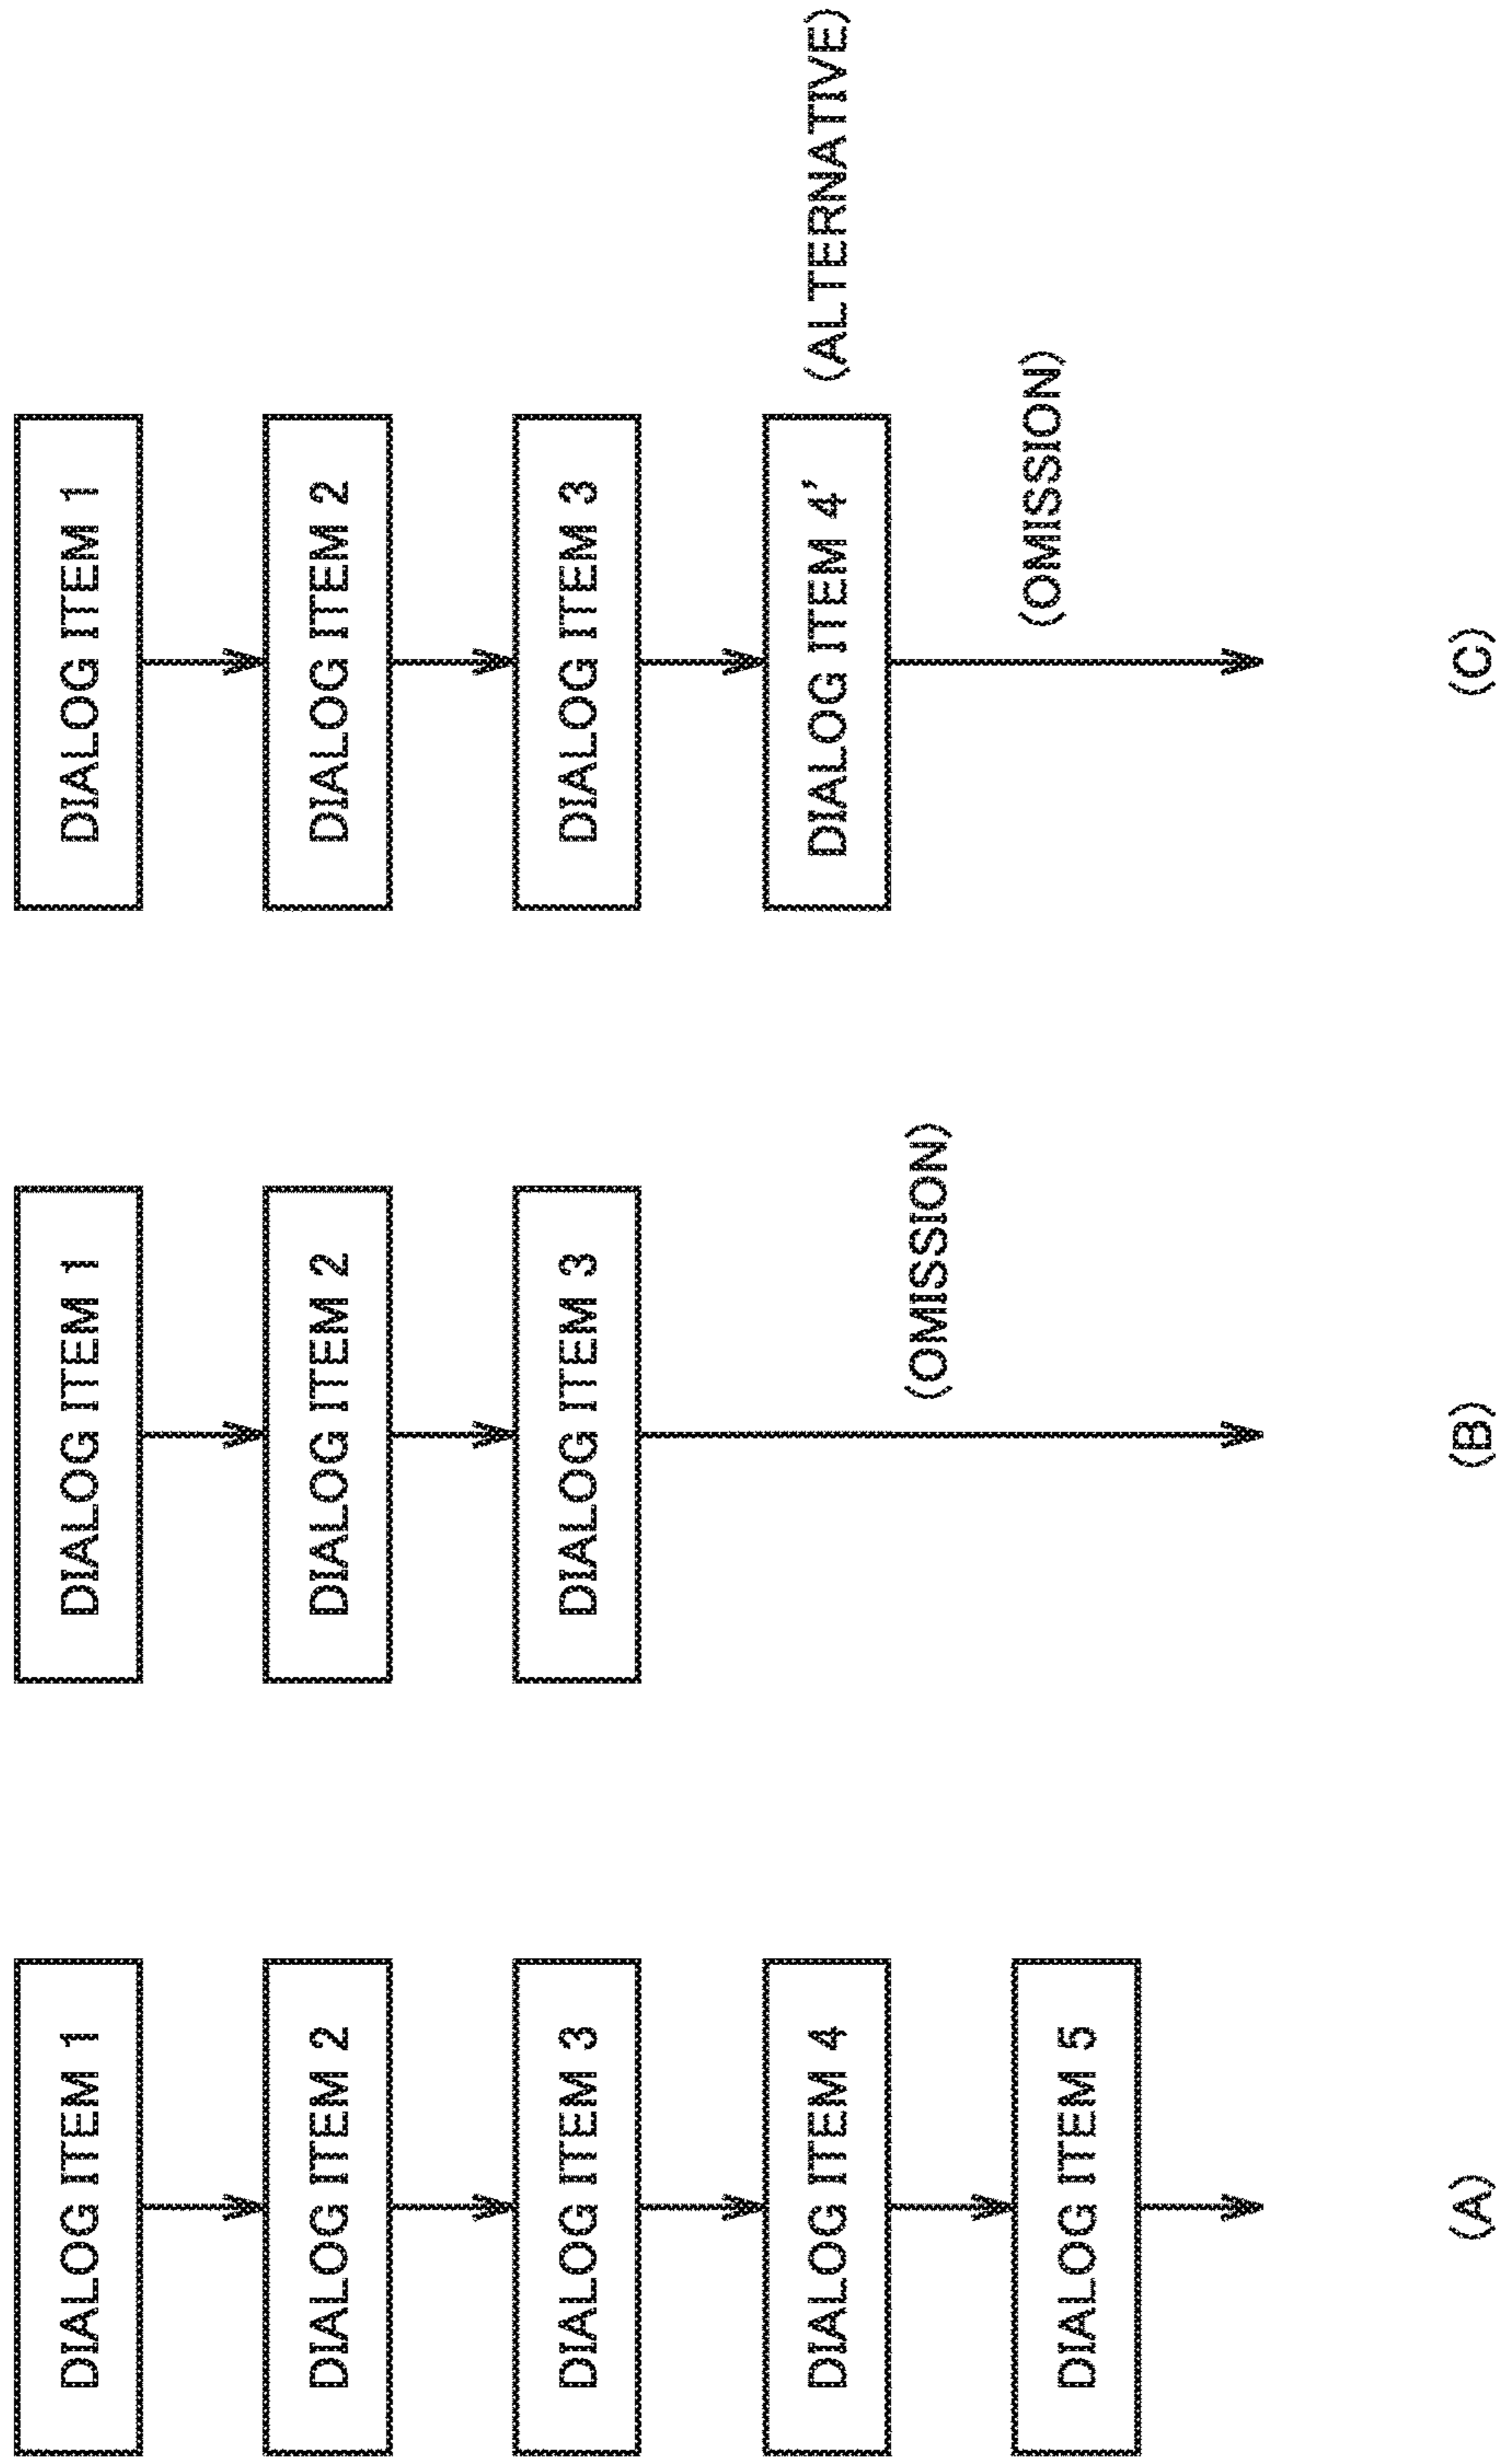 DIALOG ITEM 1
DIALOG ITEM 2
DIALOG ITEM 3
DIALOG ITEM 4
DIALOG ITEM 5
(A)
DIALOG ITEM 1
DIALOG ITEM 2
DIALOG ITEM 3
(OMISSION)
(B)
DIALOG ITEM 1
DIALOG ITEM 2
DIALOG ITEM 3
DIALOG ITEM 4' (ALTERNATIVE)
(OMISSION)
(C)